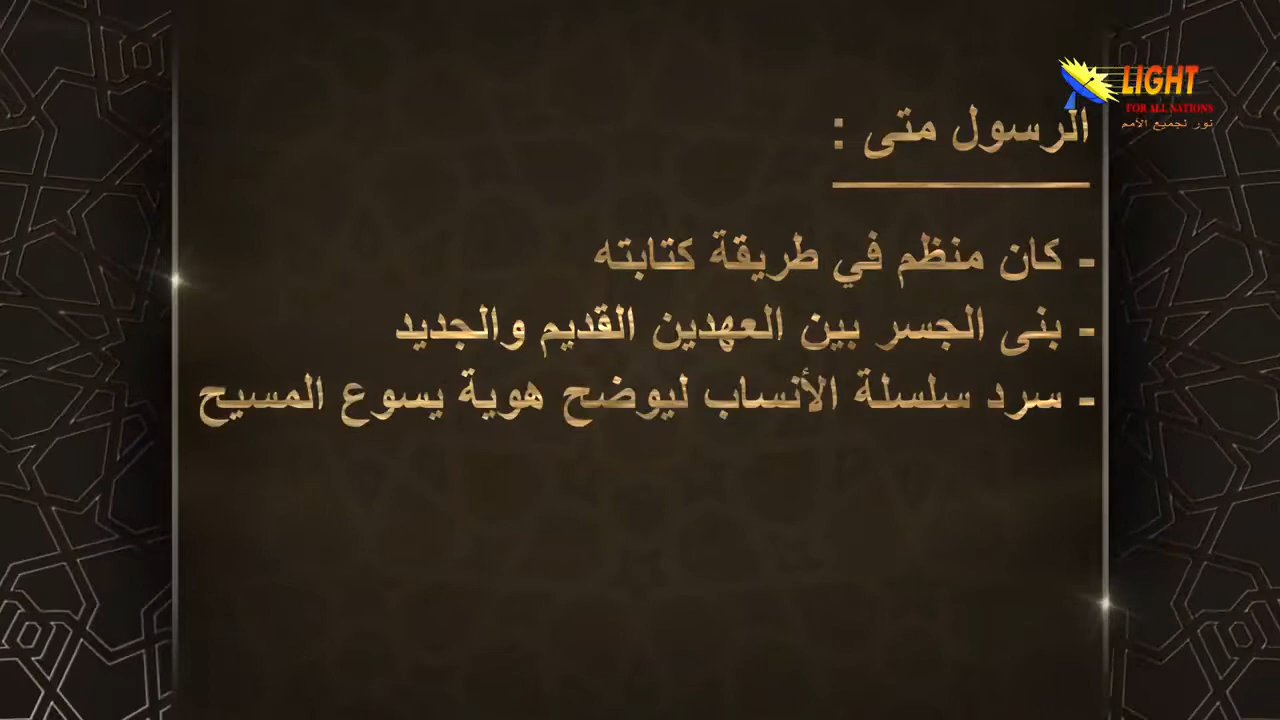 LIGHT
FOR ALL NATIONS
نور لجميع الأمم
الرسول متى :
- كان منظم في طريقة كتابته
- بنى الجسر بين العهدين القديم والجديد
- سرد سلسلة الأنساب ليوضح هوية يسوع المسيح